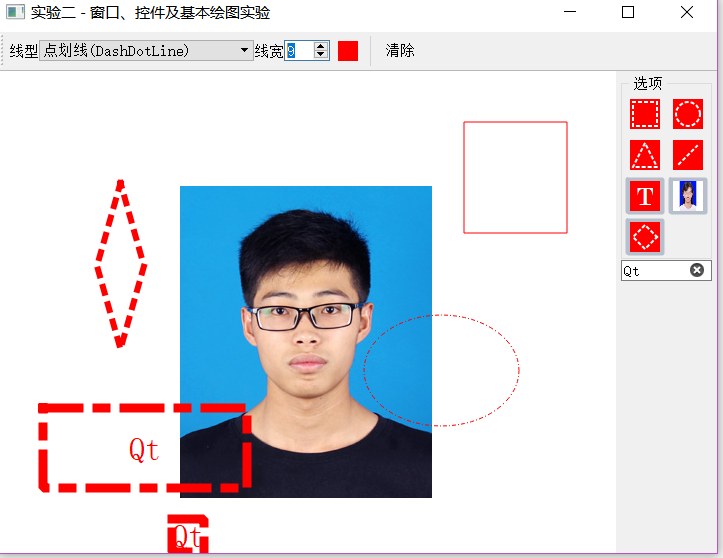 实验二 - 窗口、控件及基本绘图实验
线型 点划线(DashDotLine) 线宽 9 清除
选项
T
Qt
Qt
Qt